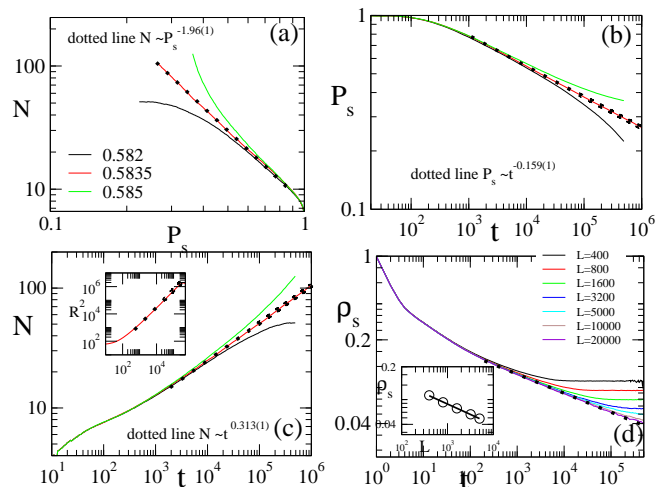 dotted line N ~P_s^-1.96(1)
(a)
100
N
10
0.582
0.5835
0.585
0.1
1
P_s
1
(b)
P_s
dotted line P_s ~t^-0.159(1)
0.1
10^0 10^1 10^2 10^3 10^4 10^5 10^6
t
100
N
10
10^6
R^2 10^4
10^2
10^2 10^4
dotted line N ~t^0.313(1)
(c)
10^1 10^2 10^3 10^4 10^5 10^6
t
1
L=400
L=800
L=1600
L=3200
L=5000
L=10000
L=20000
ρ_s
0.2
0.2
ρ_s
0.04
10^2 10^3 10^4
L
0.04
(d)
10^0 10^1 10^2 10^3 10^4 10^5
t